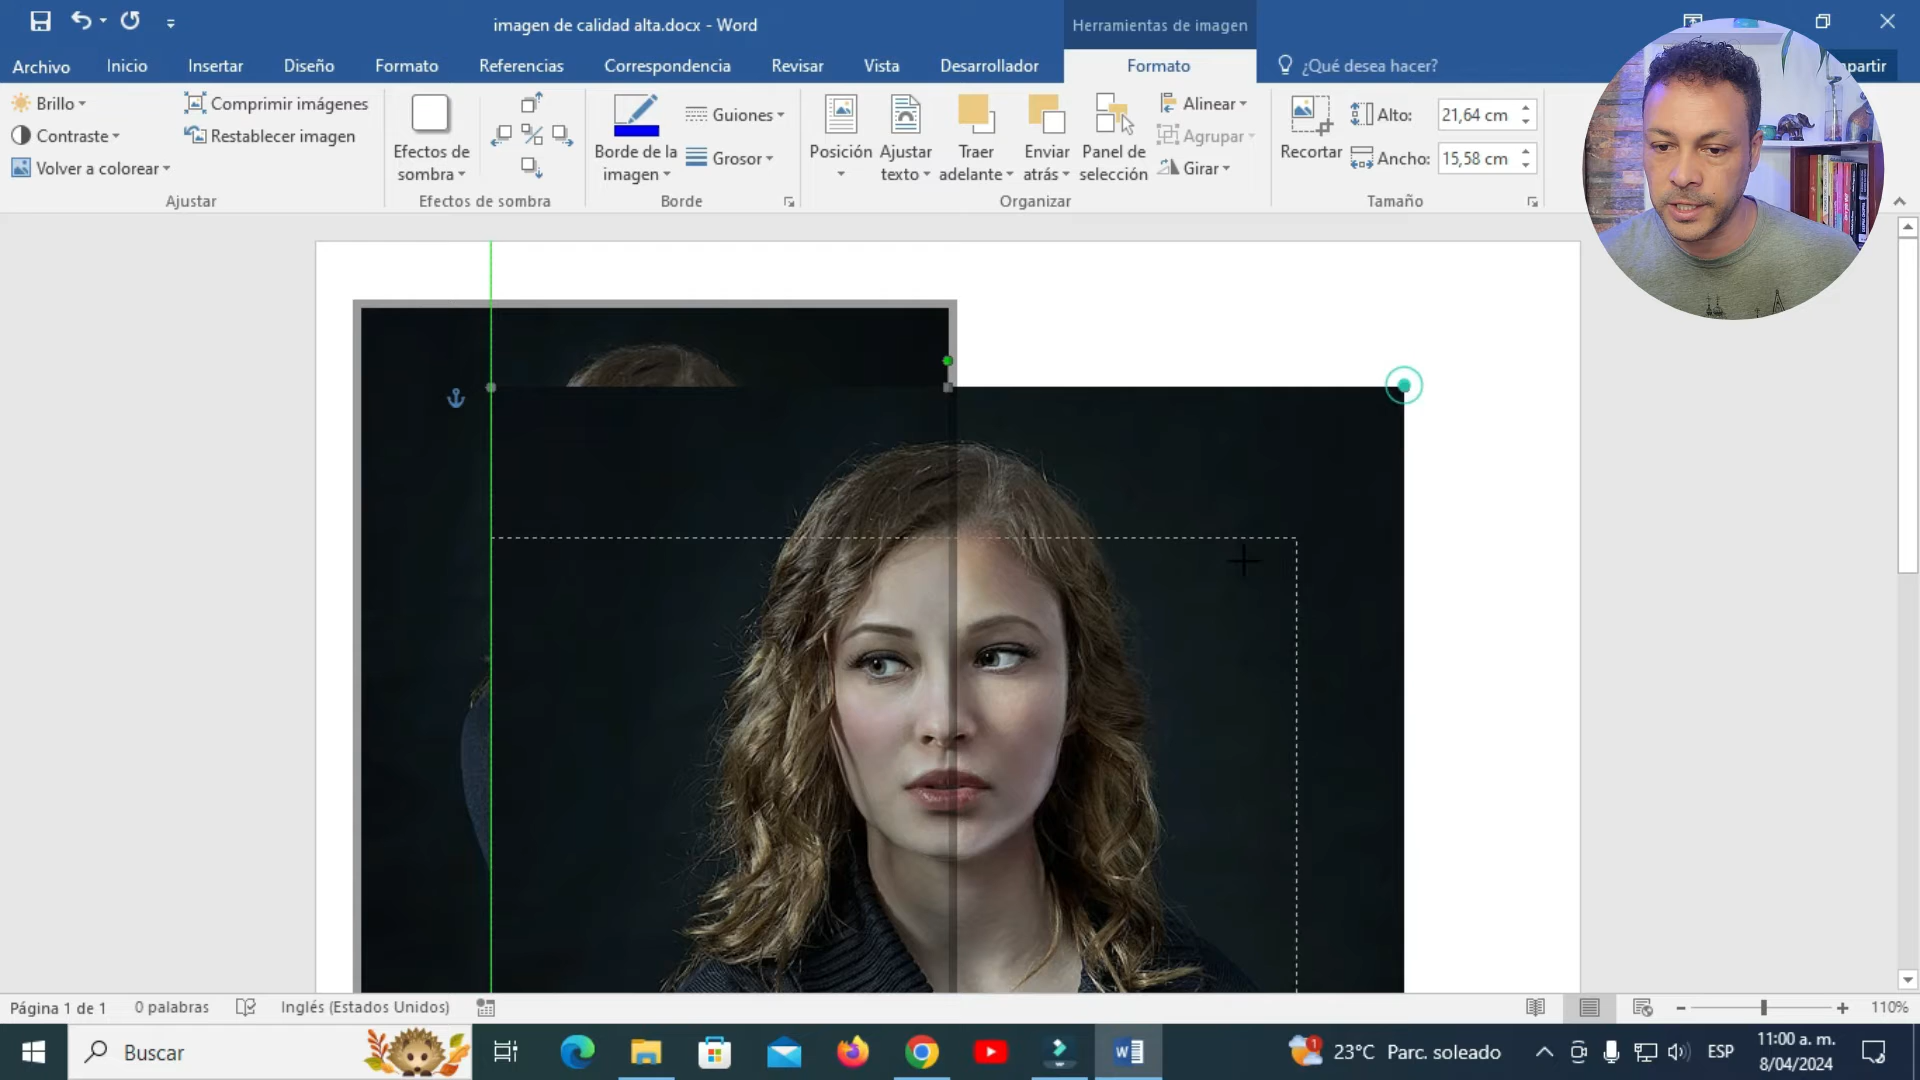 imagen de calidad alta.docx - Word
Herramientas de imagen
Archivo
Inicio
Insertar
Diseño
Formato
Referencias
Correspondencia
Revisar
Vista
Desarrollador
Formato
¿Qué desea hacer?
partir
Brillo
Contraste
Volver a colorear
Comprimir imágenes
Restablecer imagen
Ajustar
Efectos de
sombra
Efectos de sombra
Borde de la
imagen
Guiones
Grosor
Borde
Posición
Ajustar
texto
Traer
adelante
Enviar
atrás
Panel de
selección
Alinear
Agrupar
Girar
Organizar
Recortar
Alto:
21,64 cm
Ancho:
15,58 cm
Tamaño
Página 1 de 1
0 palabras
Inglés (Estados Unidos)
110%
Buscar
1
23°C
Parc. soleado
ESP
11:00 a. m.
8/04/2024